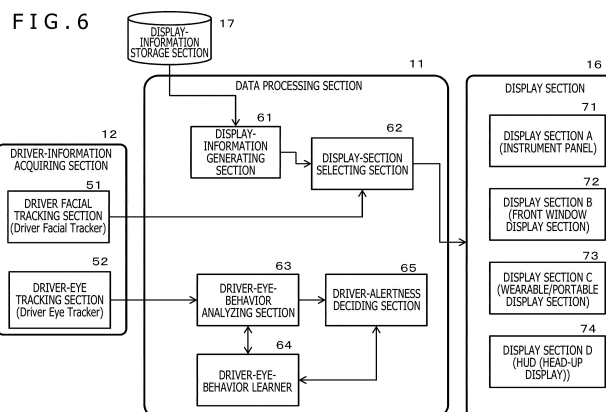 FIG. 6
17
DISPLAY-
INFORMATION
STORAGE SECTION
11
DATA PROCESSING SECTION
61
DISPLAY-
INFORMATION
GENERATING
SECTION
62
DISPLAY-SECTION
SELECTING SECTION
12
DRIVER-INFORMATION
ACQUIRING SECTION
51
DRIVER FACIAL
TRACKING SECTION
(Driver Facial Tracker)
52
DRIVER-EYE
TRACKING SECTION
(Driver Eye Tracker)
63
DRIVER-EYE-
BEHAVIOR
ANALYZING SECTION
65
DRIVER-ALERTNESS
DECIDING SECTION
64
DRIVER-EYE-
BEHAVIOR LEARNER
16
DISPLAY SECTION
71
DISPLAY SECTION A
(INSTRUMENT PANEL)
72
DISPLAY SECTION B
(FRONT WINDOW
DISPLAY SECTION)
73
DISPLAY SECTION C
(WEARABLE/PORTABLE
DISPLAY SECTION)
74
DISPLAY SECTION D
(HUD (HEAD-UP
DISPLAY))